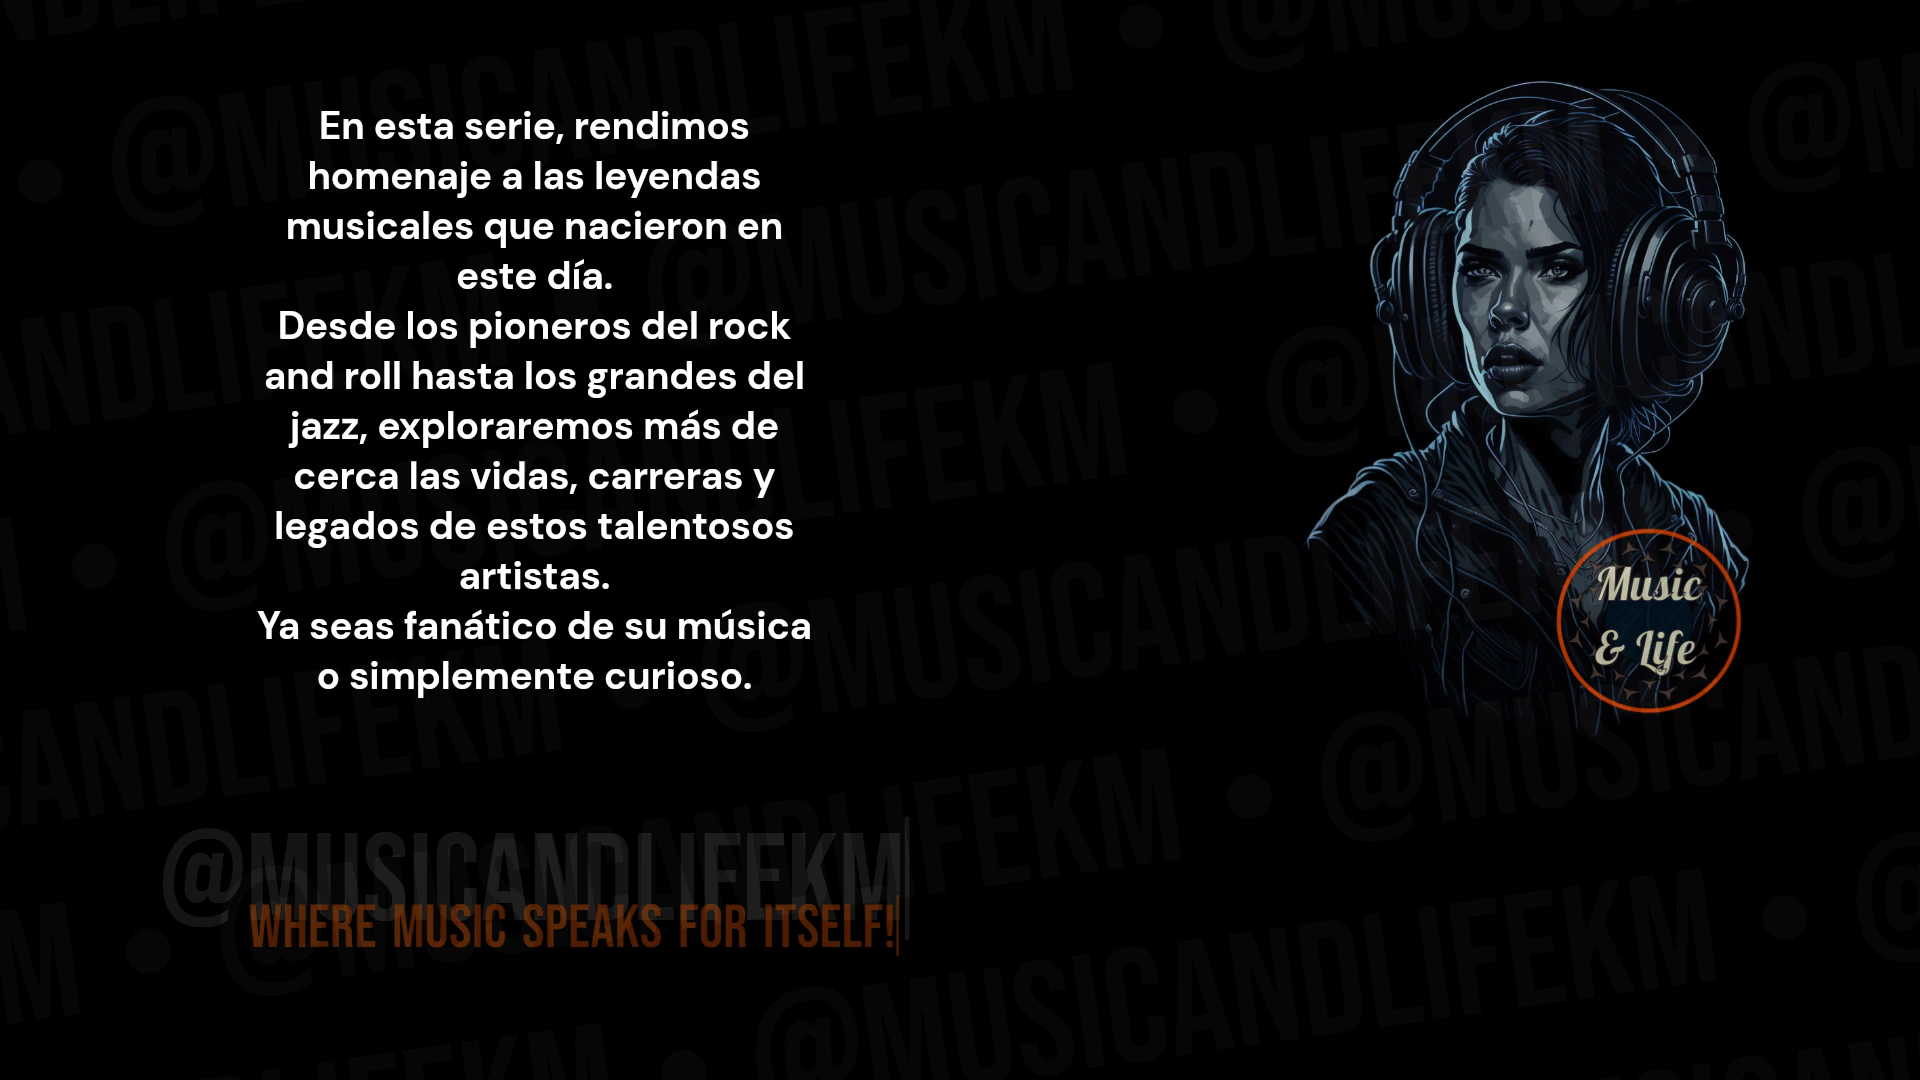 En esta serie, rendimos
homenaje a las leyendas
musicales que nacieron en
este día.
Desde los pioneros del rock
and roll hasta los grandes del
jazz, exploraremos más de
cerca las vidas, carreras y
legados de estos talentosos
artistas.
Ya seas fanático de su música
o simplemente curioso.
Music
& Life
@MUSICANDLIFEKM
WHERE MUSIC SPEAKS FOR ITSELF!